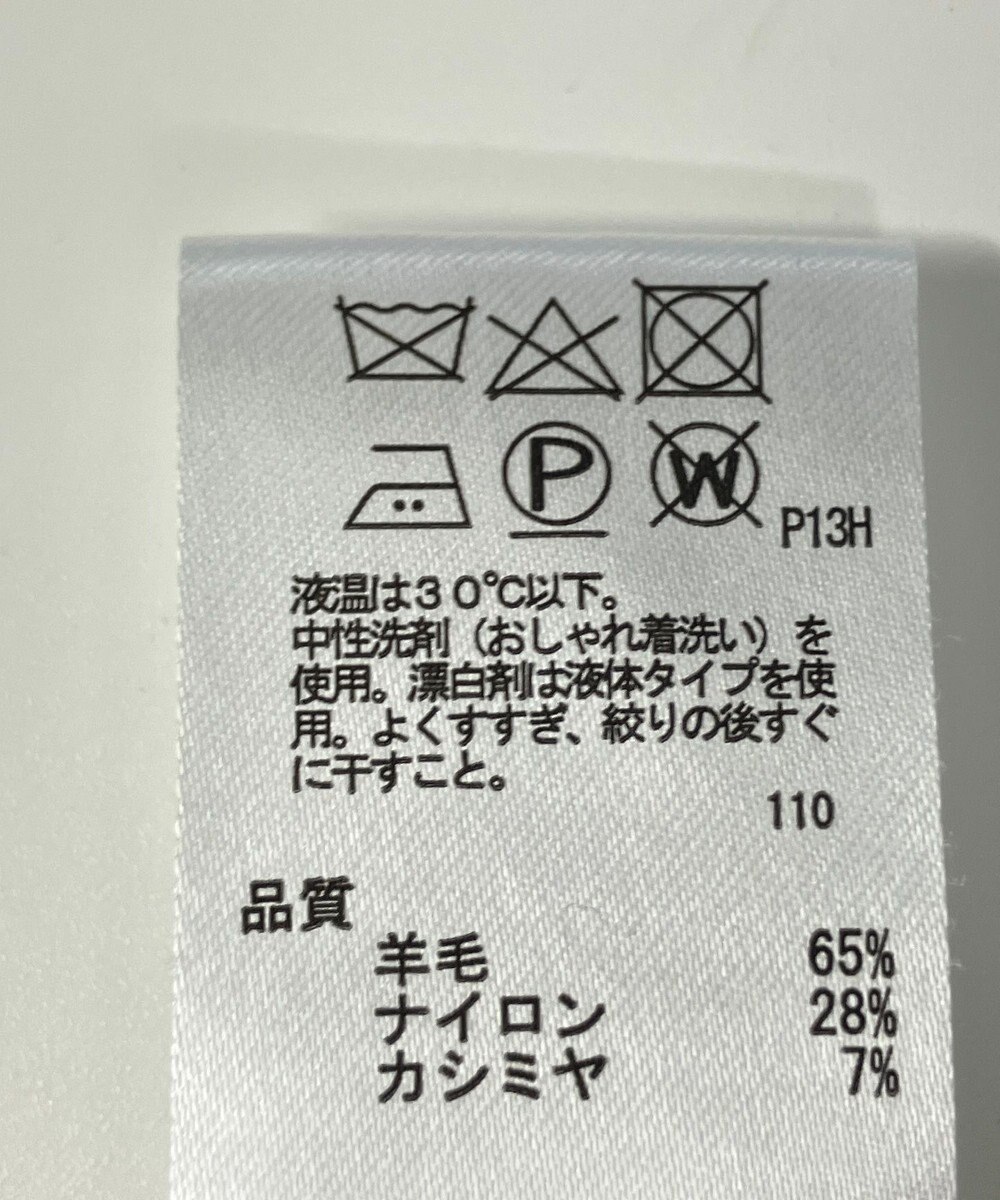 P
W
P13H
液温は30℃以下。
中性洗剤（おしゃれ着洗い）を
使用。漂白剤は液体タイプを使
用。よくすすぎ、絞りの後すぐ
に干すこと。
110
品質
羊毛 65%
ナイロン 28%
カシミヤ 7%